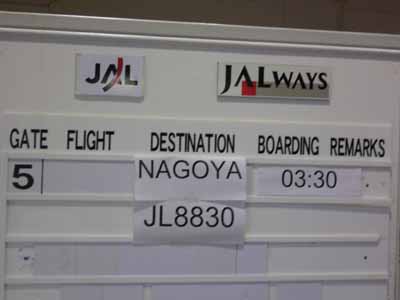 JAL JALWAYS
GATE FLIGHT DESTINATION BOARDING REMARKS
5 NAGOYA 03:30
JL8830